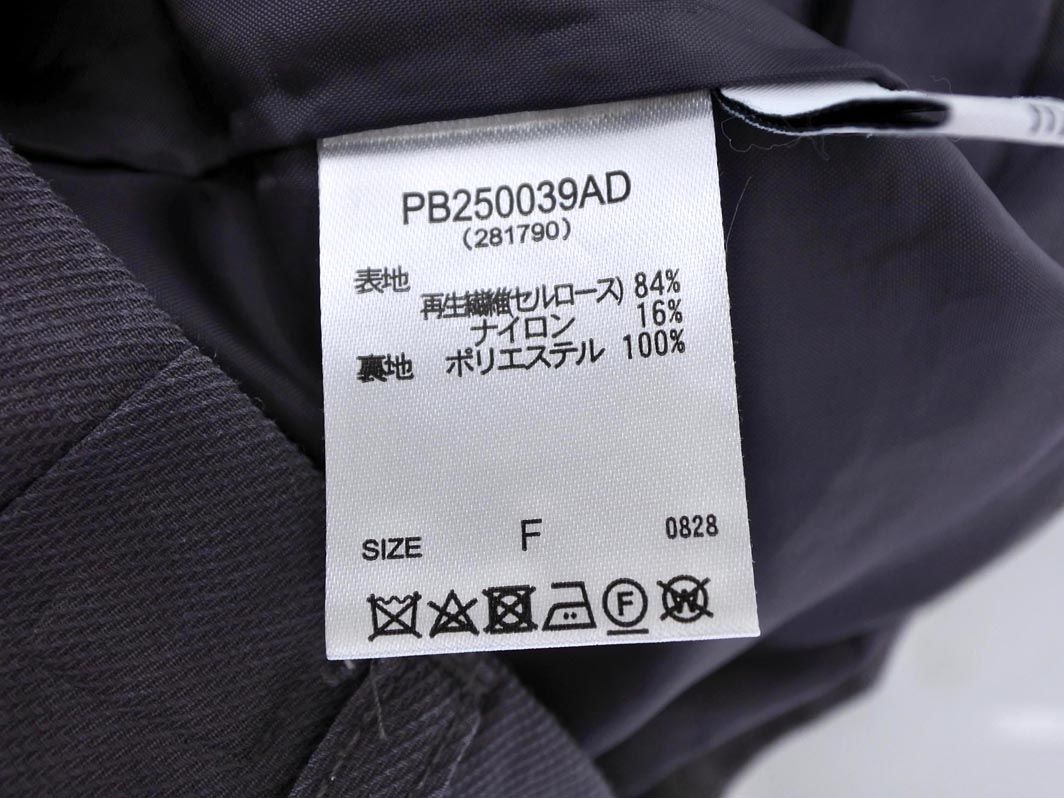 PB250039AD
(281790)
表地
再生繊維(セルロース) 84%
ナイロン 16%
裏地 ポリエステル 100%
SIZE F 0828
F
W